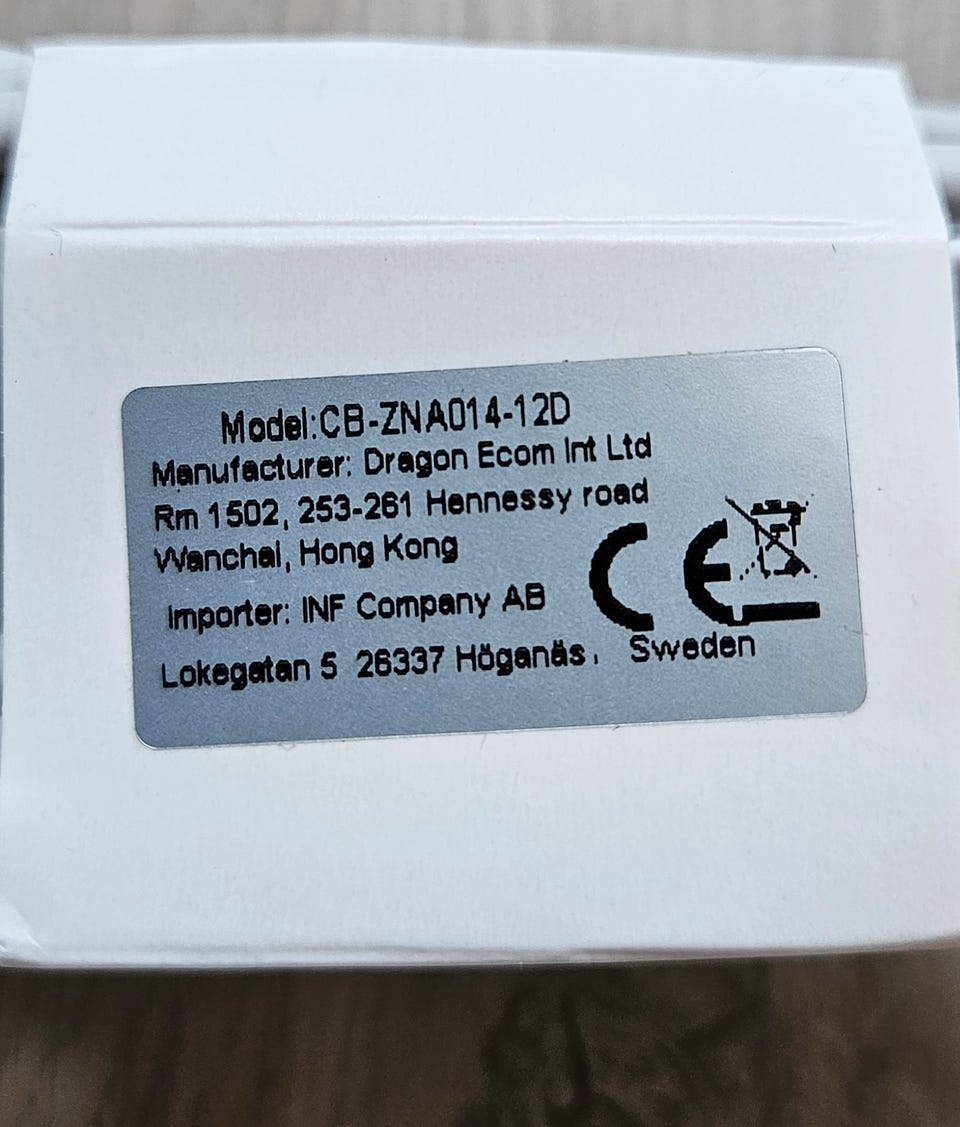 Model:CB-ZNA014-12D
Manufacturer: Dragon Ecom Int Ltd
Rm 1502, 253-261 Hennessy road
Wanchai, Hong Kong
Importer: INF Company AB
CE
Lokegatan 5 26337 Höganäs, Sweden